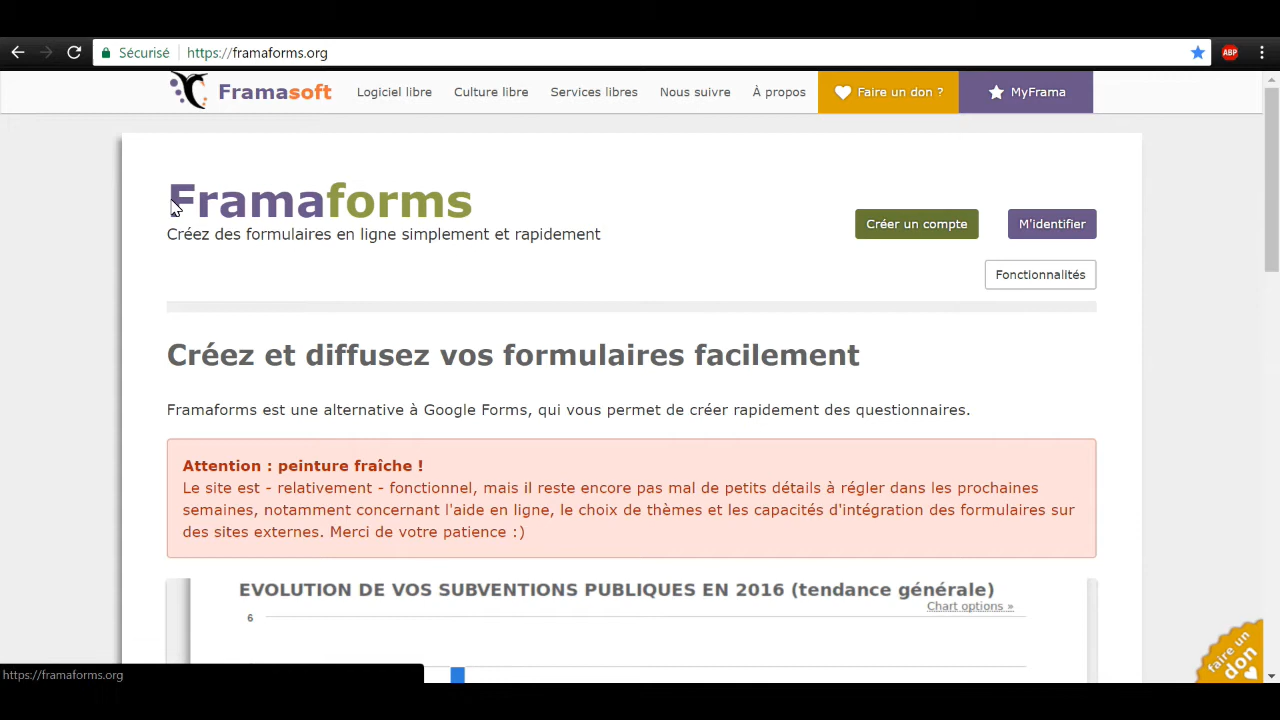 Sécurisé https://framaforms.org ABP
Framasoft Logiciel libre Culture libre Services libres Nous suivre À propos Faire un don ? MyFrama
Framaforms
Créez des formulaires en ligne simplement et rapidement
Créer un compte M'identifier
Fonctionnalités
Créez et diffusez vos formulaires facilement
Framaforms est une alternative à Google Forms, qui vous permet de créer rapidement des questionnaires.
Attention : peinture fraîche !
Le site est - relativement - fonctionnel, mais il reste encore pas mal de petits détails à régler dans les prochaines
semaines, notamment concernant l'aide en ligne, le choix de thèmes et les capacités d'intégration des formulaires sur
des sites externes. Merci de votre patience :)
EVOLUTION DE VOS SUBVENTIONS PUBLIQUES EN 2016 (tendance générale)
Chart options »
6
faire un
don
https://framaforms.org